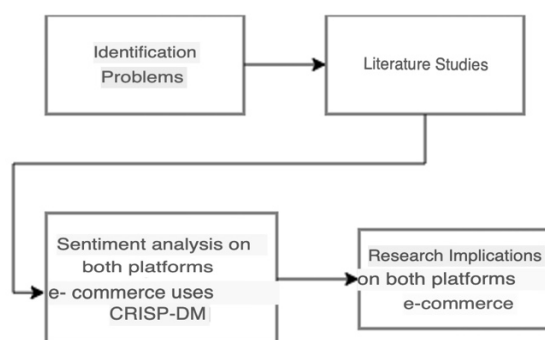 Identification
Problems
Literature Studies
Sentiment analysis on
both platforms
e- commerce uses
CRISP-DM
Research Implications
on both platforms
e-commerce